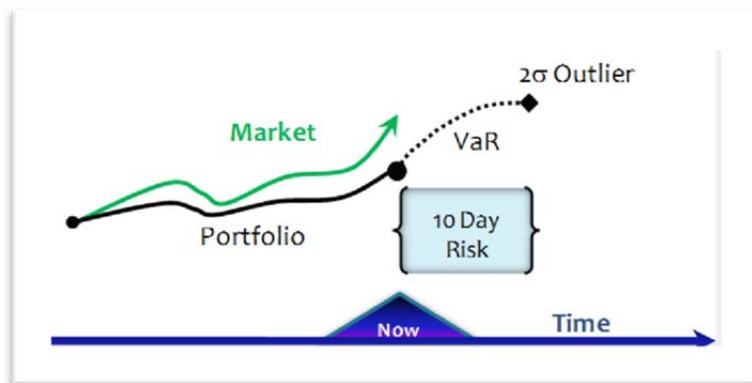 2σ Outlier
Market
VaR
Portfolio
10 Day
Risk
Now
Time